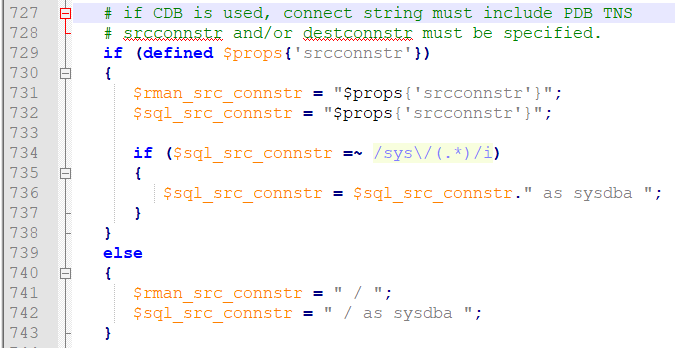 727 # if CDB is used, connect string must include PDB TNS
728 # srcconnstr and/or destconnstr must be specified.
729 if (defined $props{'srcconnstr'})
730 {
731 $rman_src_connstr = "$props{'srcconnstr'}";
732 $sql_src_connstr = "$props{'srcconnstr'}";
733
734 if ($sql_src_connstr =~ /sys\/(.*)/i)
735 {
736 $sql_src_connstr = $sql_src_connstr." as sysdba ";
737 }
738 }
739 else
740 {
741 $rman_src_connstr = " / ";
742 $sql_src_connstr = " / as sysdba ";
743 }